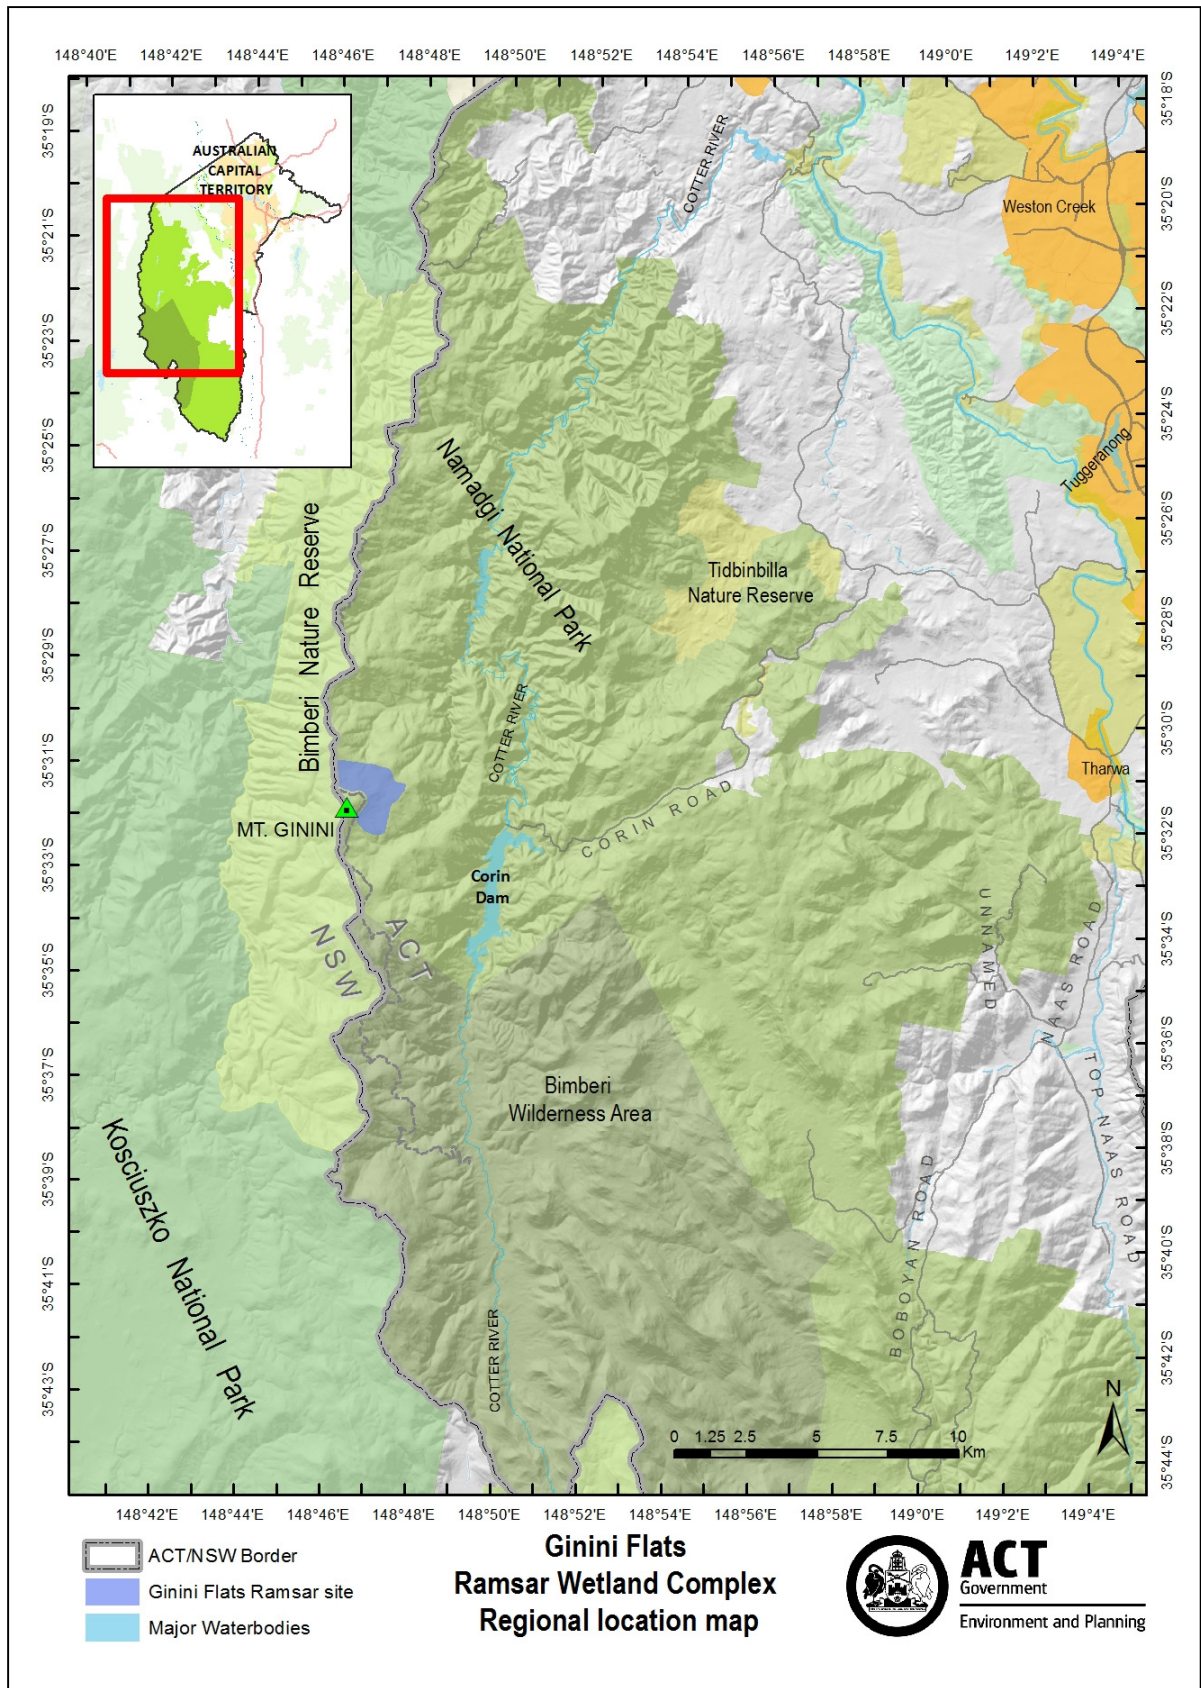 148°40'E 148°42'E 148°44'E 148°46'E 148°48'E 148°50'E 148°52'E 148°54'E 148°56'E 148°58'E 149°0'E 149°2'E 149°4'E
35°19'S
35°21'S
35°23'S
35°25'S
35°27'S
35°29'S
35°31'S
35°33'S
35°35'S
35°37'S
35°39'S
35°41'S
35°43'S
35°18'S
35°20'S
35°22'S
35°24'S
35°26'S
35°28'S
35°30'S
35°32'S
35°34'S
35°36'S
35°38'S
35°40'S
35°42'S
35°44'S
AUSTRALIAN
CAPITAL
TERRITORY
COTTER RIVER
Weston Creek
Tuggeranong
Namadgi National Park
Bimberi Nature Reserve
Tidbinbilla
Nature Reserve
COTTER RIVER
MT. GININI
CORIN ROAD
Tharwa
Corin
Dam
ACT
NSW
UNNAMED
NAAS ROAD
TOP NAAS ROAD
Bimberi
Wilderness Area
Kosciuszko National Park
BOBOYAN ROAD
COTTER RIVER
N
0 1.25 2.5 5 7.5 10
Km
148°42'E 148°44'E 148°46'E 148°48'E 148°50'E 148°52'E 148°54'E 148°56'E 148°58'E 149°0'E 149°2'E 149°4'E
ACT/NSW Border
Ginini Flats Ramsar site
Major Waterbodies
Ginini Flats
Ramsar Wetland Complex
Regional location map
ACT
Government
Environment and Planning